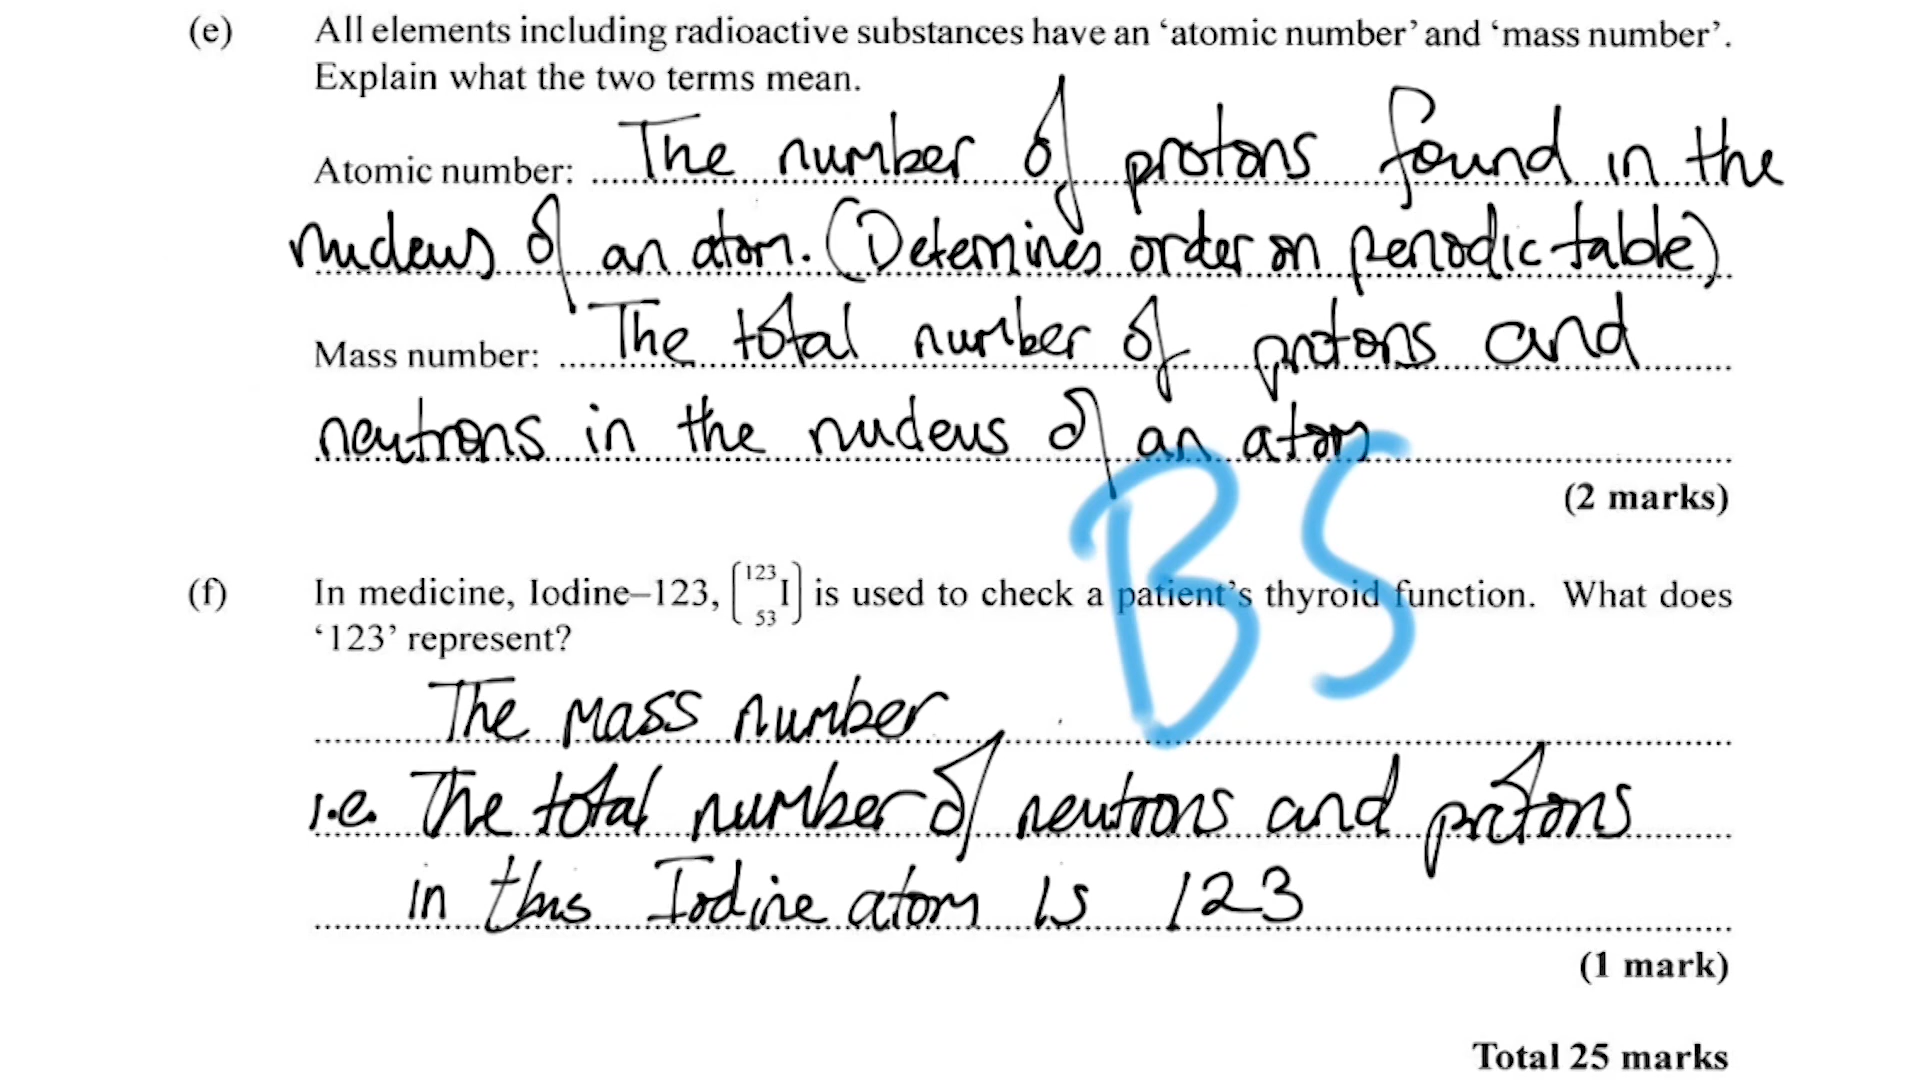 (e) All elements including radioactive substances have an ‘atomic number’ and ‘mass number’.
Explain what the two terms mean.
Atomic number: The number of protons found in the
nucleus of an atom. (Determines order on periodic table)
Mass number: The total number of protons and
neutrons in the nucleus of an atom
(2 marks)
BS
(f) In medicine, Iodine–123, (¹²³₅₃I) is used to check a patient’s thyroid function. What does
‘123’ represent?
The mass number
i.e. The total number of neutrons and protons
in this Iodine atom is 123
(1 mark)
Total 25 marks